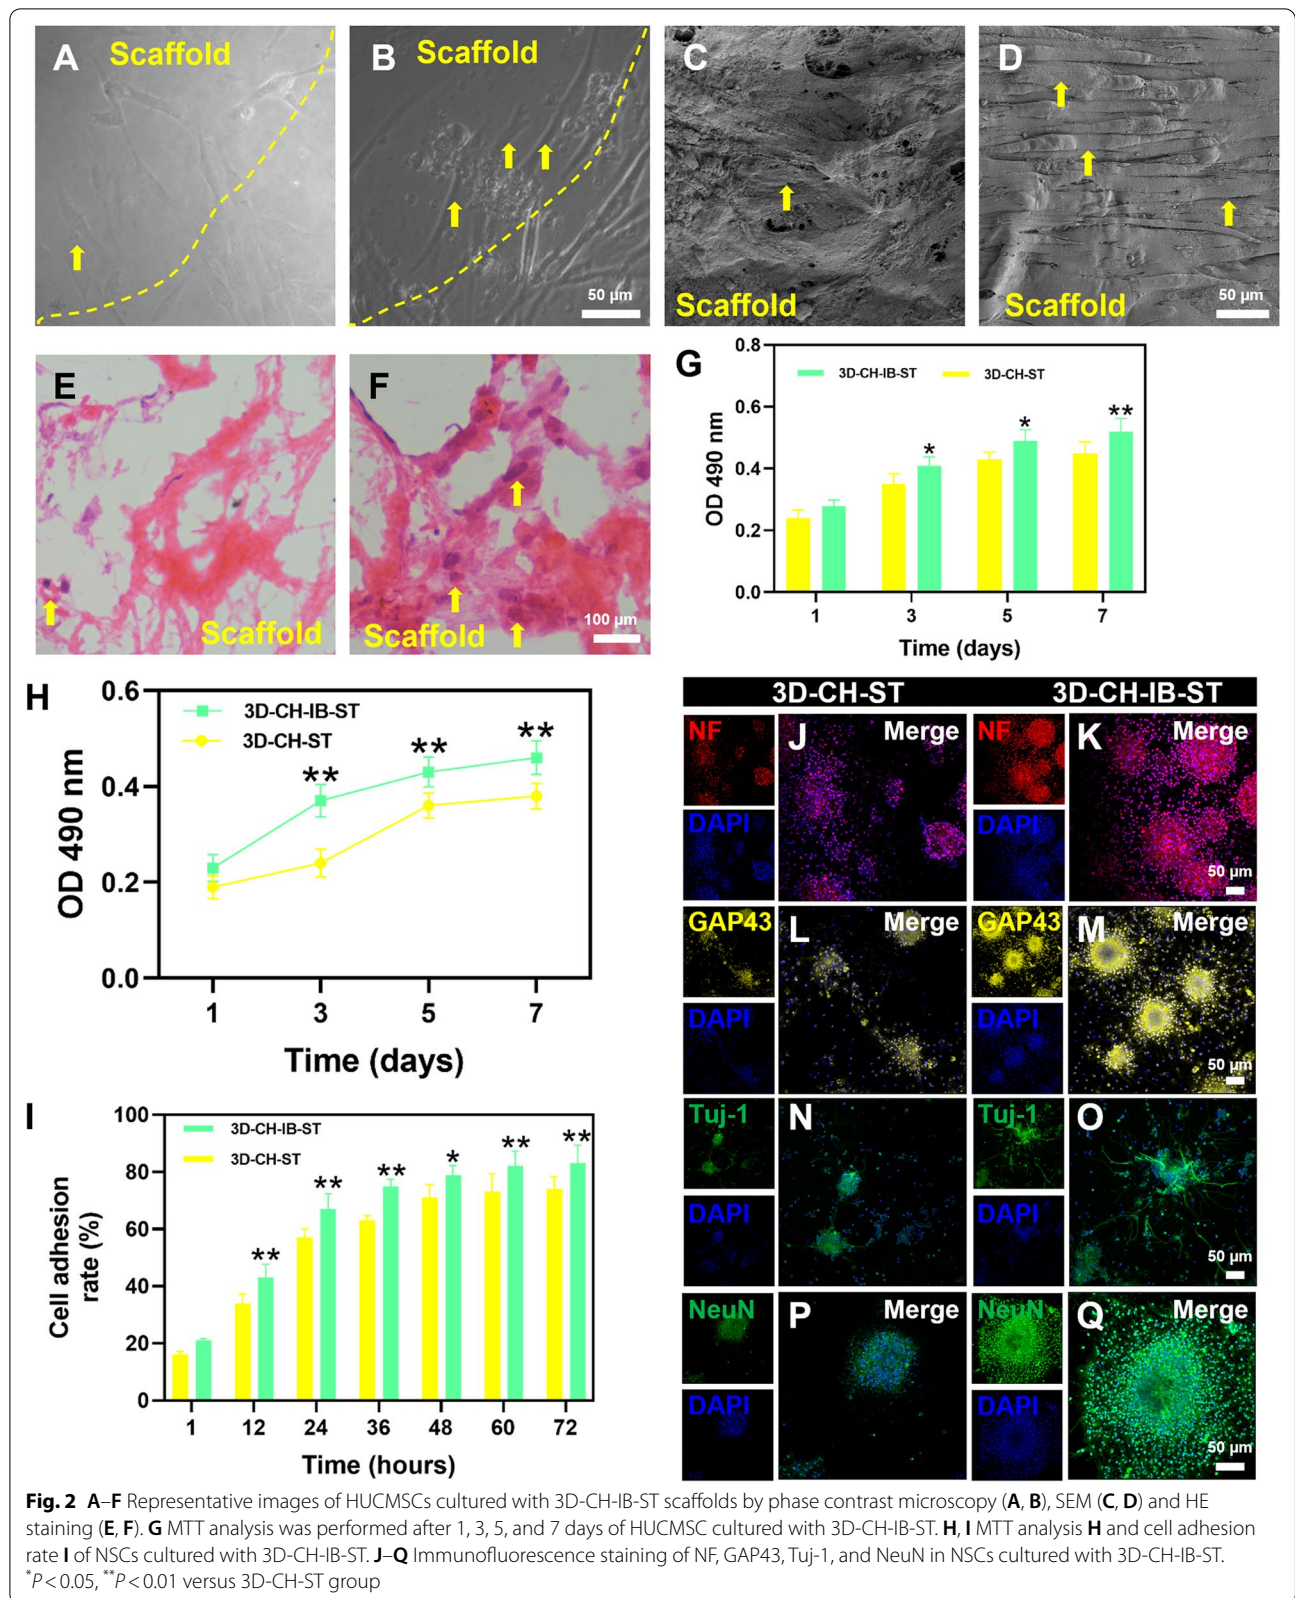 A Scaffold
B Scaffold
50 µm
C
Scaffold
D
Scaffold
50 µm
E
Scaffold
F
Scaffold
100 µm
G
0.8
0.6
0.4
0.2
0.0
OD 490 nm
3D-CH-IB-ST 3D-CH-ST
* * **
1 3 5 7
Time (days)
H
0.6
0.4
0.2
0.0
OD 490 nm
3D-CH-IB-ST
3D-CH-ST
** ** **
1 3 5 7
Time (days)
I
100
80
60
40
20
0
Cell adhesion
rate (%)
3D-CH-IB-ST
3D-CH-ST
** ** ** * ** **
1 12 24 36 48 60 72
Time (hours)
3D-CH-ST 3D-CH-IB-ST
NF J Merge NF K Merge
DAPI DAPI
50 µm
GAP43 L Merge GAP43 M Merge
DAPI DAPI
50 µm
Tuj-1 N Merge Tuj-1 O Merge
DAPI DAPI
50 µm
NeuN P Merge NeuN Q Merge
DAPI DAPI
50 µm
Fig. 2 A–F Representative images of HUCMSCs cultured with 3D-CH-IB-ST scaffolds by phase contrast microscopy (A, B), SEM (C, D) and HE
staining (E, F). G MTT analysis was performed after 1, 3, 5, and 7 days of HUCMSC cultured with 3D-CH-IB-ST. H, I MTT analysis H and cell adhesion
rate I of NSCs cultured with 3D-CH-IB-ST. J–Q Immunofluorescence staining of NF, GAP43, Tuj-1, and NeuN in NSCs cultured with 3D-CH-IB-ST.
*P < 0.05, **P < 0.01 versus 3D-CH-ST group